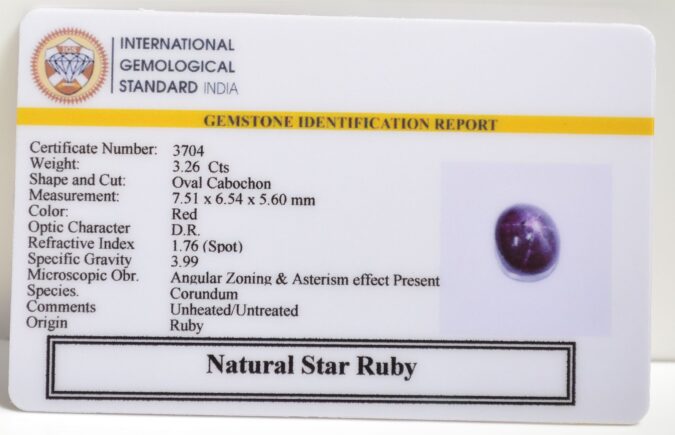 IGS
INTERNATIONAL
GEMOLOGICAL
STANDARD INDIA
GEMSTONE IDENTIFICATION REPORT
Certificate Number: 3704
Weight: 3.26 Cts
Shape and Cut: Oval Cabochon
Measurement: 7.51 x 6.54 x 5.60 mm
Color: Red
Optic Character D.R.
Refractive Index 1.76 (Spot)
Specific Gravity 3.99
Microscopic Obr. Angular Zoning & Asterism effect Present
Species. Corundum
Comments Unheated/Untreated
Origin Ruby
Natural Star Ruby